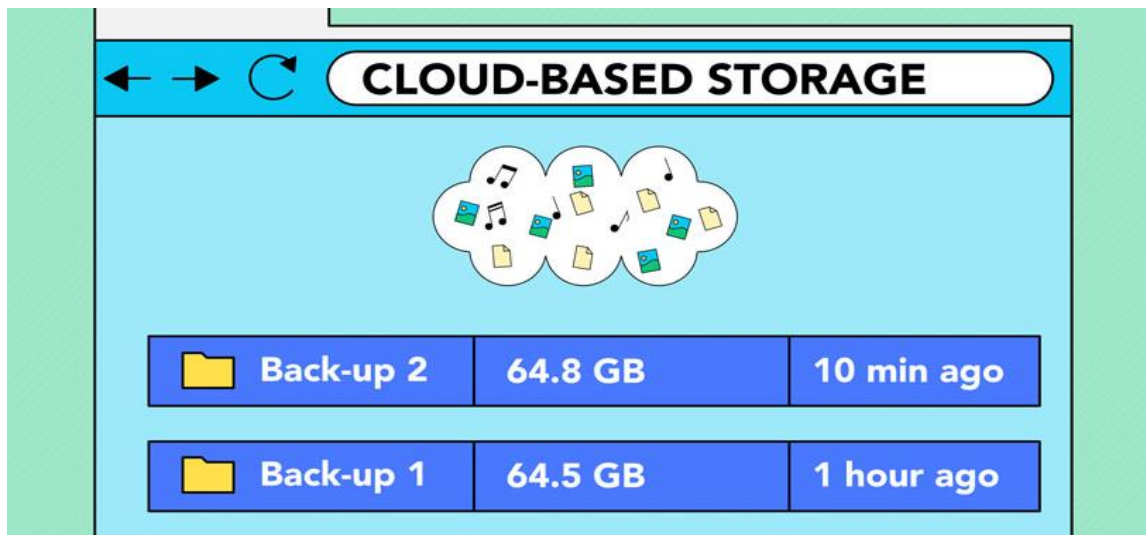 CLOUD-BASED STORAGE
Back-up 2 64.8 GB 10 min ago
Back-up 1 64.5 GB 1 hour ago